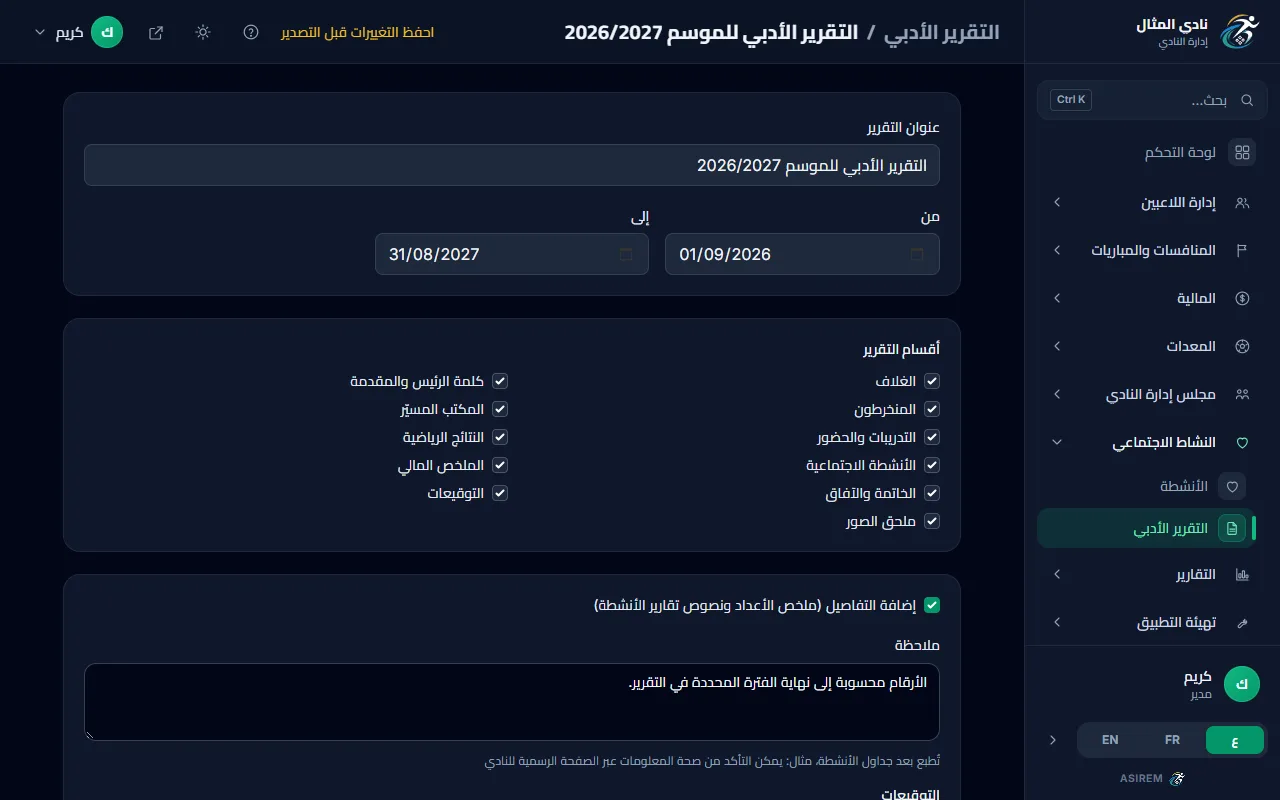 نادي المثال
إدارة النادي
بحث...
Ctrl K
لوحة التحكم
إدارة اللاعبين
المنافسات والمباريات
المالية
المعدات
مجلس إدارة النادي
النشاط الاجتماعي
الأنشطة
التقرير الأدبي
التقارير
تهيئة التطبيق
ك
كريم
مدير
ع
FR
EN
ASIREM
التقرير الأدبي / التقرير الأدبي للموسم 2026/2027
احفظ التغييرات قبل التصدير
ك
كريم
عنوان التقرير
التقرير الأدبي للموسم 2026/2027
من
إلى
01/09/2026
31/08/2027
أقسام التقرير
الغلاف
كلمة الرئيس والمقدمة
المنخرطون
المكتب المسيّر
التدريبات والحضور
النتائج الرياضية
الأنشطة الاجتماعية
الملخص المالي
الخاتمة والآفاق
التوقيعات
ملحق الصور
إضافة التفاصيل (ملخص الأعداد ونصوص تقارير الأنشطة)
ملاحظة
الأرقام محسوبة إلى نهاية الفترة المحددة في التقرير.
تُطبع بعد جداول الأنشطة، مثال: يمكن التأكد من صحة المعلومات عبر الصفحة الرسمية للنادي
التوقيعات